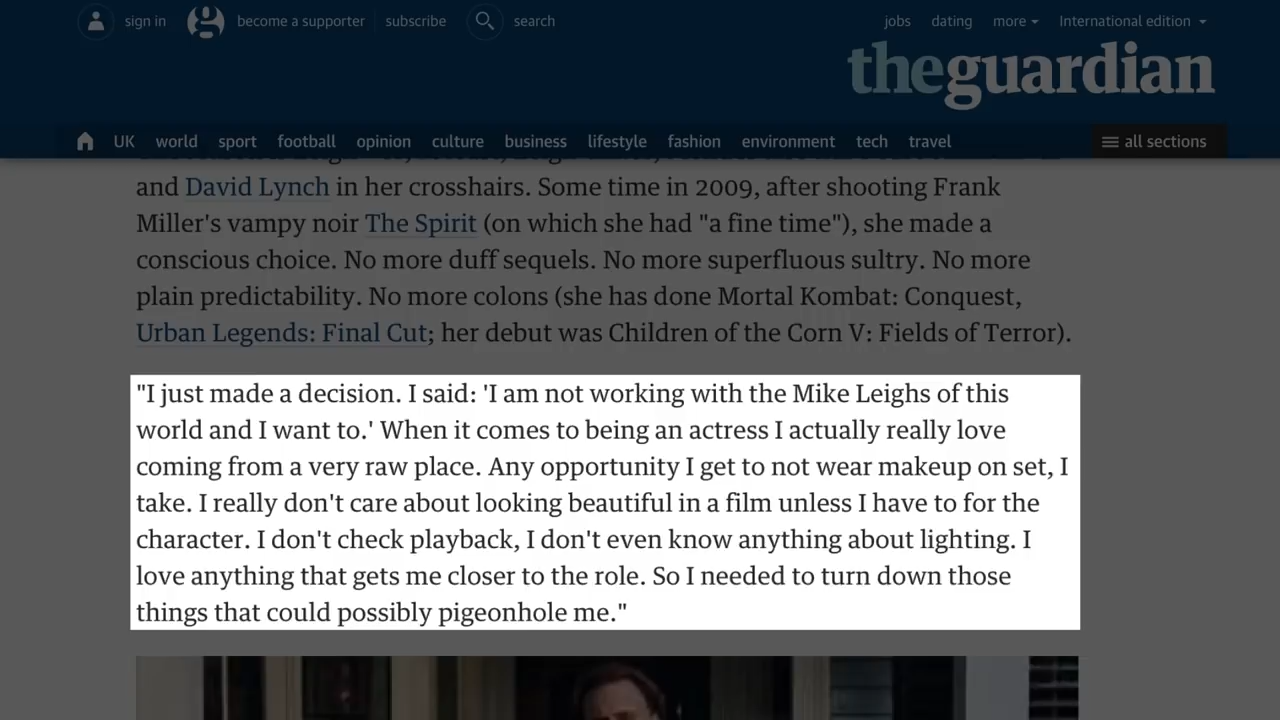 sign in
become a supporter
subscribe
search
jobs
dating
more
International edition
theguardian
UK
world
sport
football
opinion
culture
business
lifestyle
fashion
environment
tech
travel
all sections
and David Lynch in her crosshairs. Some time in 2009, after shooting Frank
Miller's vampy noir The Spirit (on which she had "a fine time"), she made a
conscious choice. No more duff sequels. No more superfluous sultry. No more
plain predictability. No more colons (she has done Mortal Kombat: Conquest,
Urban Legends: Final Cut; her debut was Children of the Corn V: Fields of Terror).
"I just made a decision. I said: 'I am not working with the Mike Leighs of this
world and I want to.' When it comes to being an actress I actually really love
coming from a very raw place. Any opportunity I get to not wear makeup on set, I
take. I really don't care about looking beautiful in a film unless I have to for the
character. I don't check playback, I don't even know anything about lighting. I
love anything that gets me closer to the role. So I needed to turn down those
things that could possibly pigeonhole me."